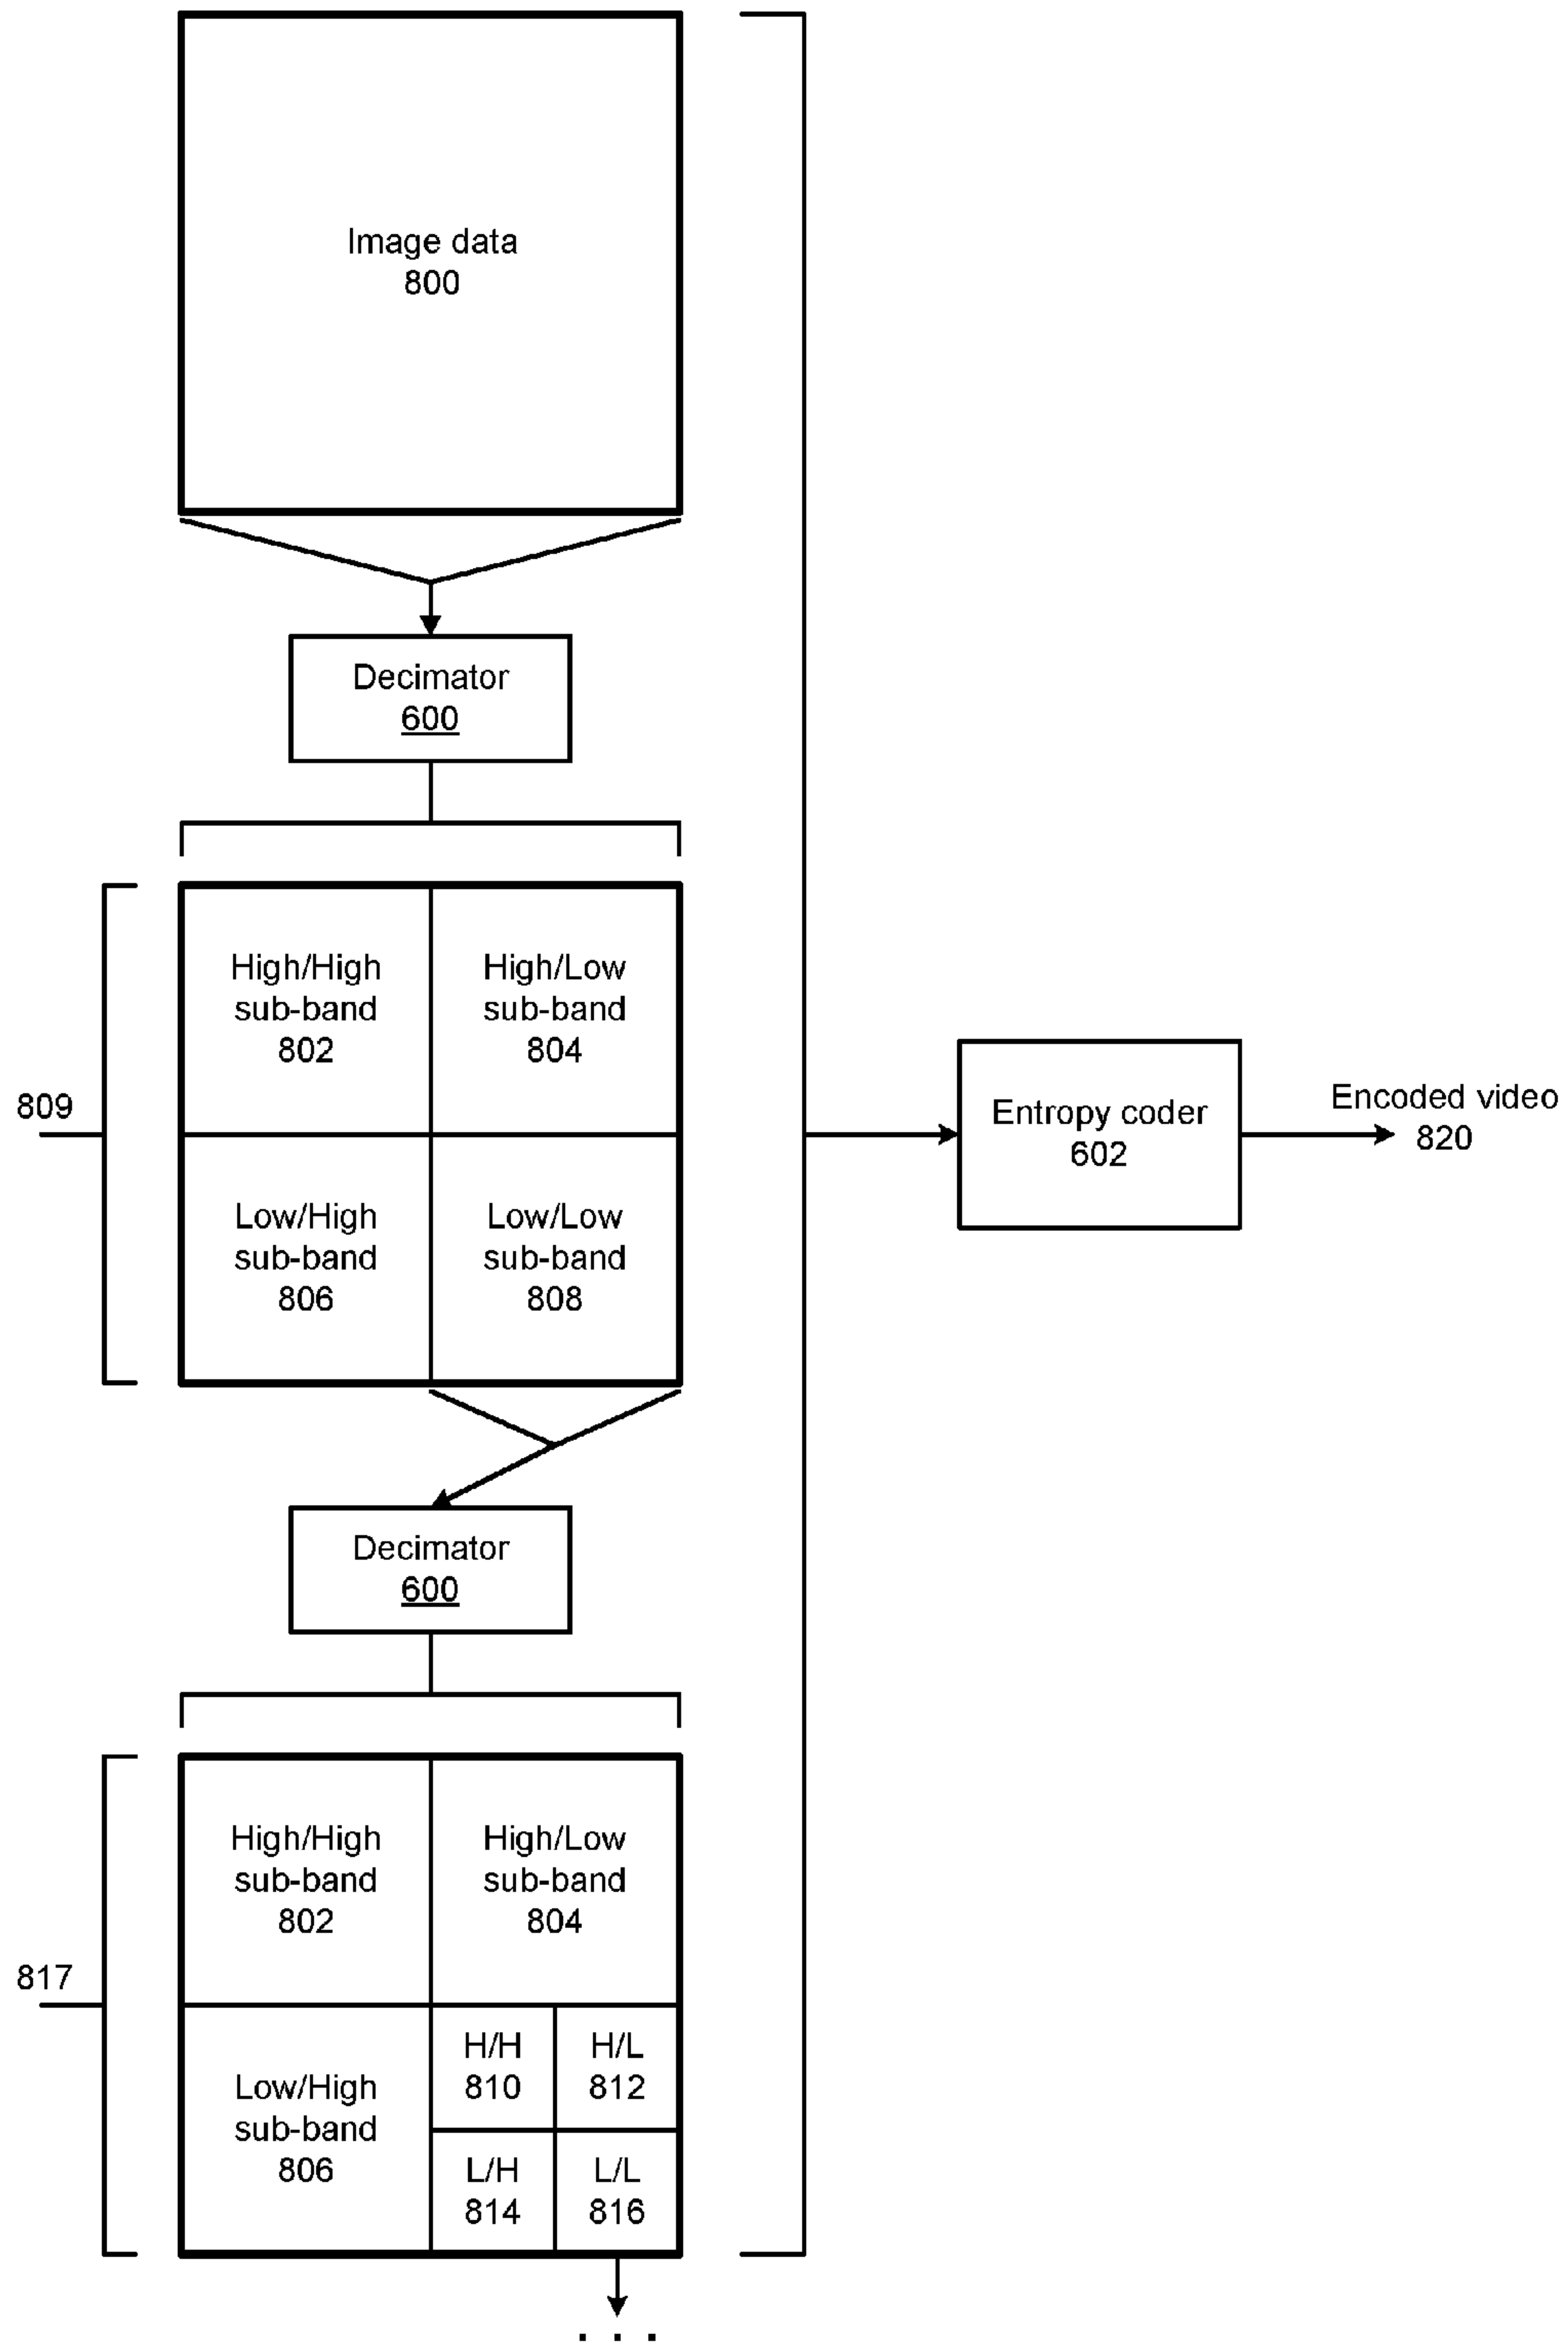 Image data
800
Decimator
600
High/High
sub-band
802
High/Low
sub-band
804
809
Low/High
sub-band
806
Low/Low
sub-band
808
Entropy coder
602
Encoded video
820
Decimator
600
High/High
sub-band
802
High/Low
sub-band
804
817
Low/High
sub-band
806
H/H
810
H/L
812
L/H
814
L/L
816
. . .